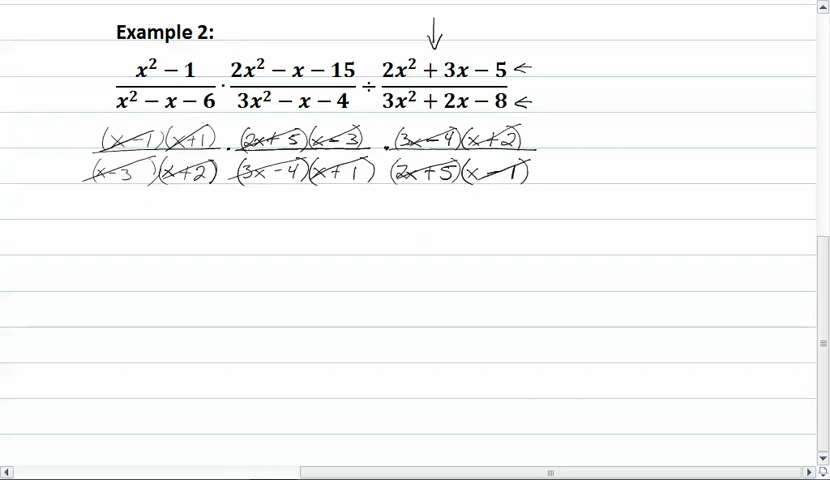 Example 2:
x² − 1 / x² − x − 6 · 2x² − x − 15 / 3x² − x − 4 ÷ 2x² + 3x − 5 / 3x² + 2x − 8
(x−1)(x+1) / (x−3)(x+2) · (2x+5)(x−3) / (3x−4)(x+1) · (3x−4)(x+2) / (2x+5)(x−1)